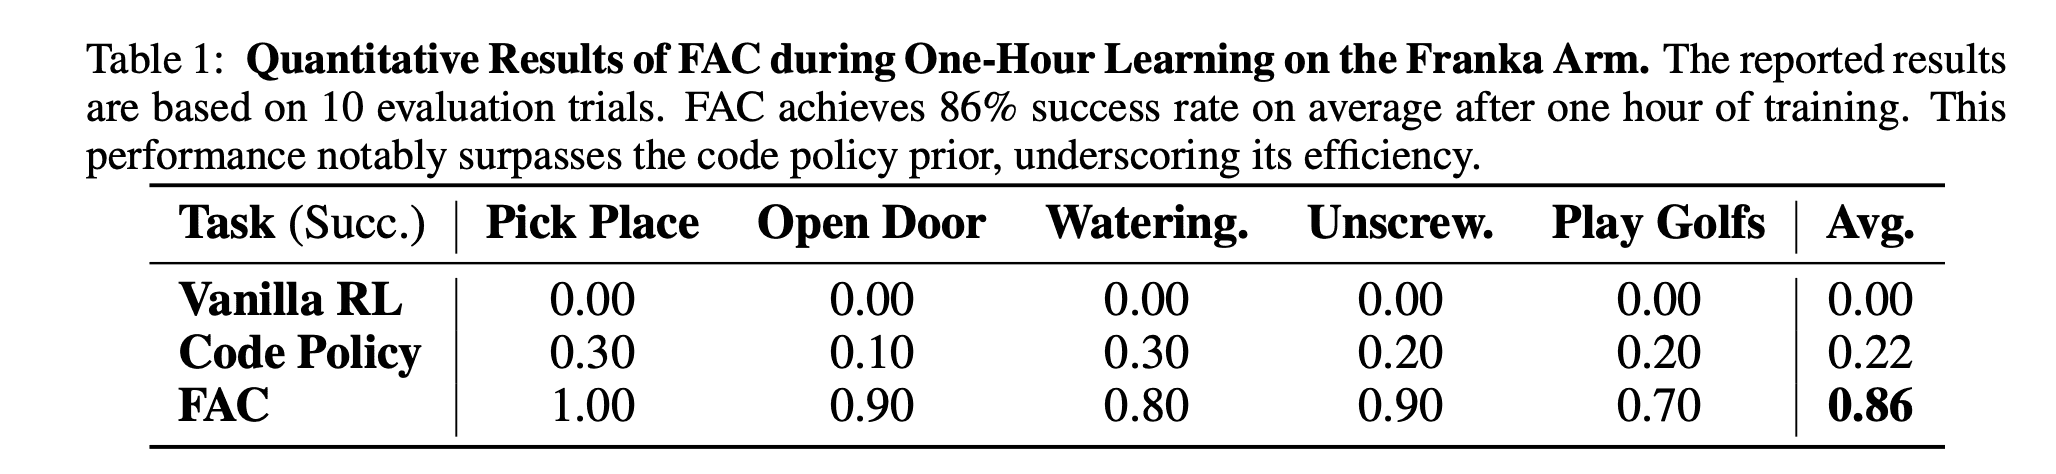 Table 1: Quantitative Results of FAC during One-Hour Learning on the Franka Arm. The reported results
are based on 10 evaluation trials. FAC achieves 86% success rate on average after one hour of training. This
performance notably surpasses the code policy prior, underscoring its efficiency.
Task (Succ.) Pick Place Open Door Watering. Unscrew. Play Golfs Avg.
Vanilla RL 0.00 0.00 0.00 0.00 0.00 0.00
Code Policy 0.30 0.10 0.30 0.20 0.20 0.22
FAC 1.00 0.90 0.80 0.90 0.70 0.86